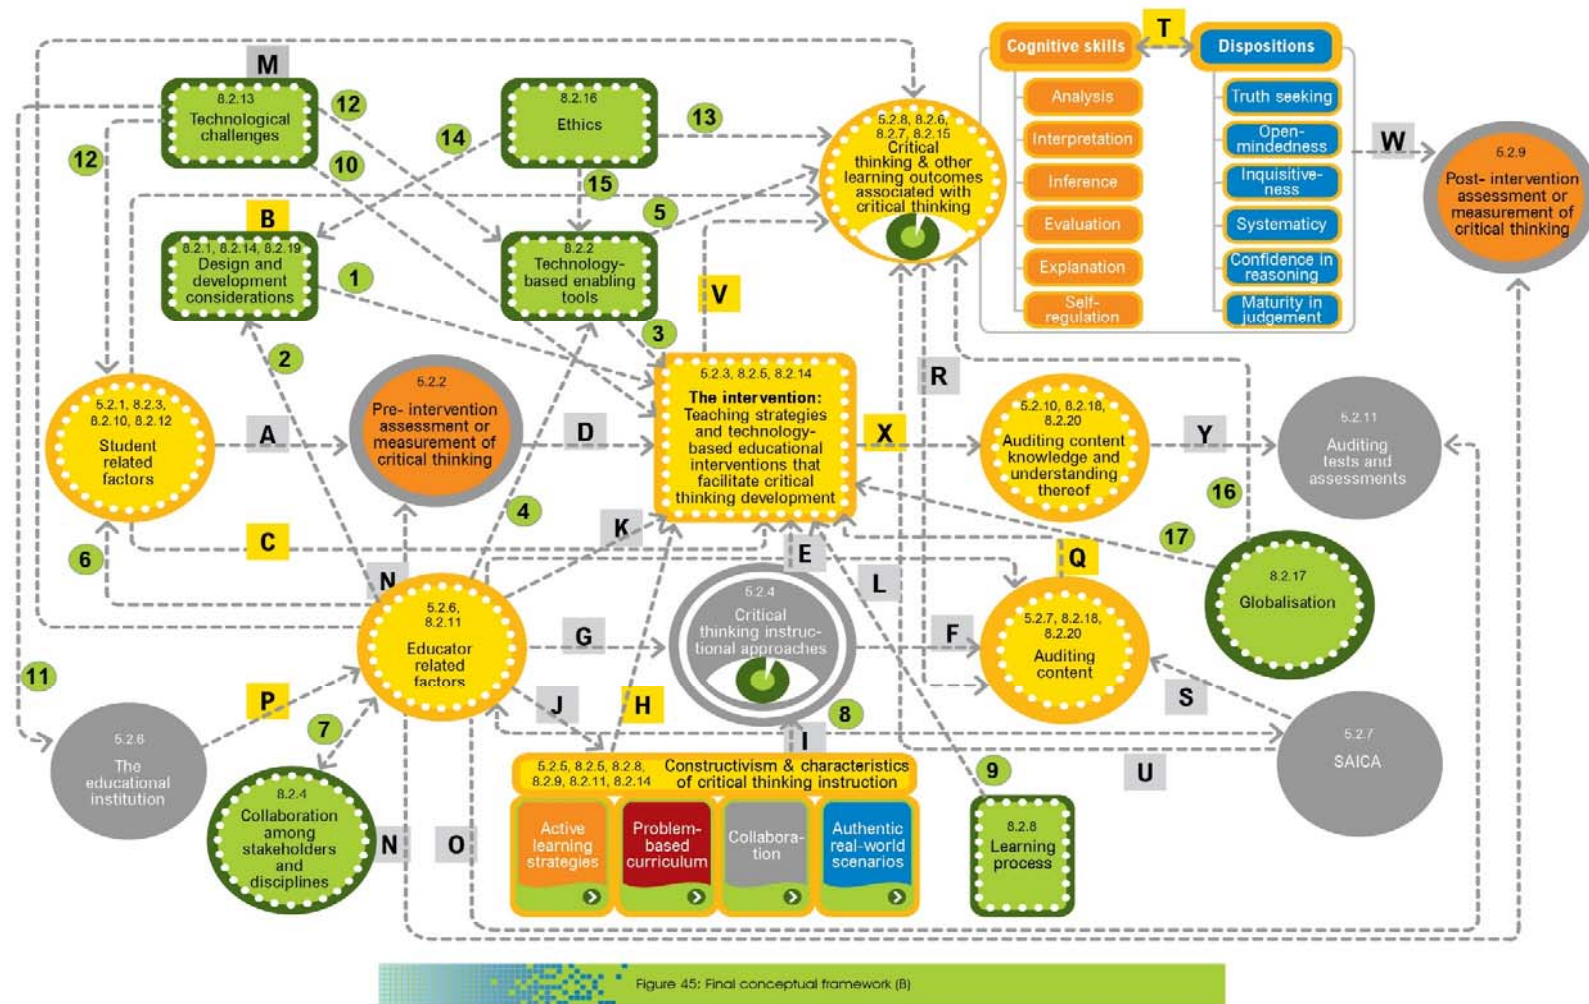 M
8.2.13
Technological
challenges
12
12
10
14
8.2.16
Ethics
13
15
5
5.2.8, 8.2.6,
8.2.7, 8.2.15
Critical
thinking & other
learning outcomes
associated with
critical thinking
Cognitive skills
T
Dispositions
Analysis
Interpretation
Inference
Evaluation
Explanation
Self-
regulation
Truth seeking
Open-
mindedness
Inquisitive-
ness
Systematicy
Confidence in
reasoning
Maturity in
judgement
W
5.2.9
Post- intervention
assessment or
measurement of
critical thinking
B
8.2.1, 8.2.14, 8.2.19
Design and
development
considerations
1
8.2.2
Technology-
based enabling
tools
V
2
3
R
5.2.1, 8.2.3,
8.2.10, 8.2.12
Student
related
factors
A
5.2.2
Pre- intervention
assessment or
measurement of
critical thinking
D
5.2.3, 8.2.5, 8.2.14
The intervention:
Teaching strategies
and technology-
based educational
interventions that
facilitate critical
thinking development
X
5.2.10, 8.2.18,
8.2.20
Auditing content
knowledge and
understanding
thereof
Y
5.2.11
Auditing
tests and
assessments
16
17
6
C
4
K
E
L
Q
N
5.2.6,
8.2.11
Educator
related
factors
G
5.2.4
Critical
thinking instruc-
tional approaches
F
5.2.7, 8.2.18,
8.2.20
Auditing
content
8.2.17
Globalisation
11
P
J
H
8
I
S
U
5.2.6
The
educational
institution
7
8.2.4
Collaboration
among
stakeholders
and
disciplines
N
O
5.2.5, 8.2.5, 8.2.8,
8.2.9, 8.2.11, 8.2.14
Constructivism & characteristics
of critical thinking instruction
Active
learning
strategies
Problem-
based
curriculum
Collabora-
tion
Authentic
real-world
scenarios
9
8.2.8
Learning
process
5.2.7
SAICA
Figure 45: Final conceptual framework (B)